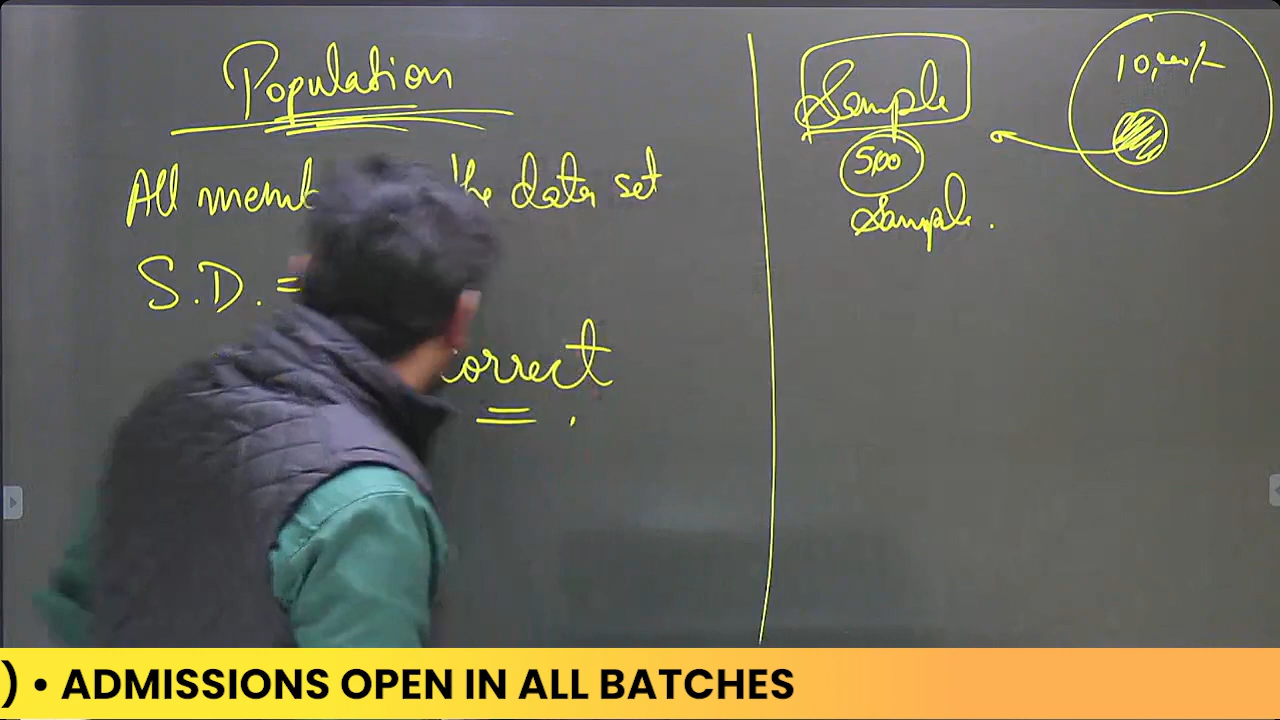 Population
All memb the data set
S.D. =
orrect
Sample
500
Sample.
10,000/-
) • ADMISSIONS OPEN IN ALL BATCHES